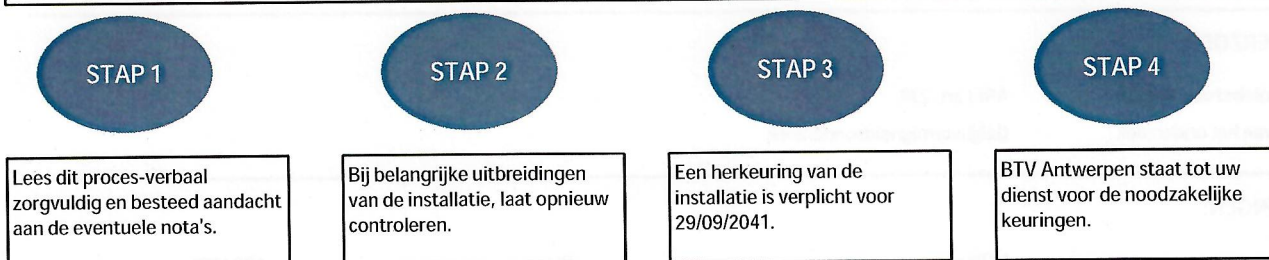 STAP 1
Lees dit proces-verbaal
zorgvuldig en besteed aandacht
aan de eventuele nota's.
STAP 2
Bij belangrijke uitbreidingen
van de installatie, laat opnieuw
controleren.
STAP 3
Een herkeuring van de
installatie is verplicht voor
29/09/2041.
STAP 4
BTV Antwerpen staat tot uw
dienst voor de noodzakelijke
keuringen.